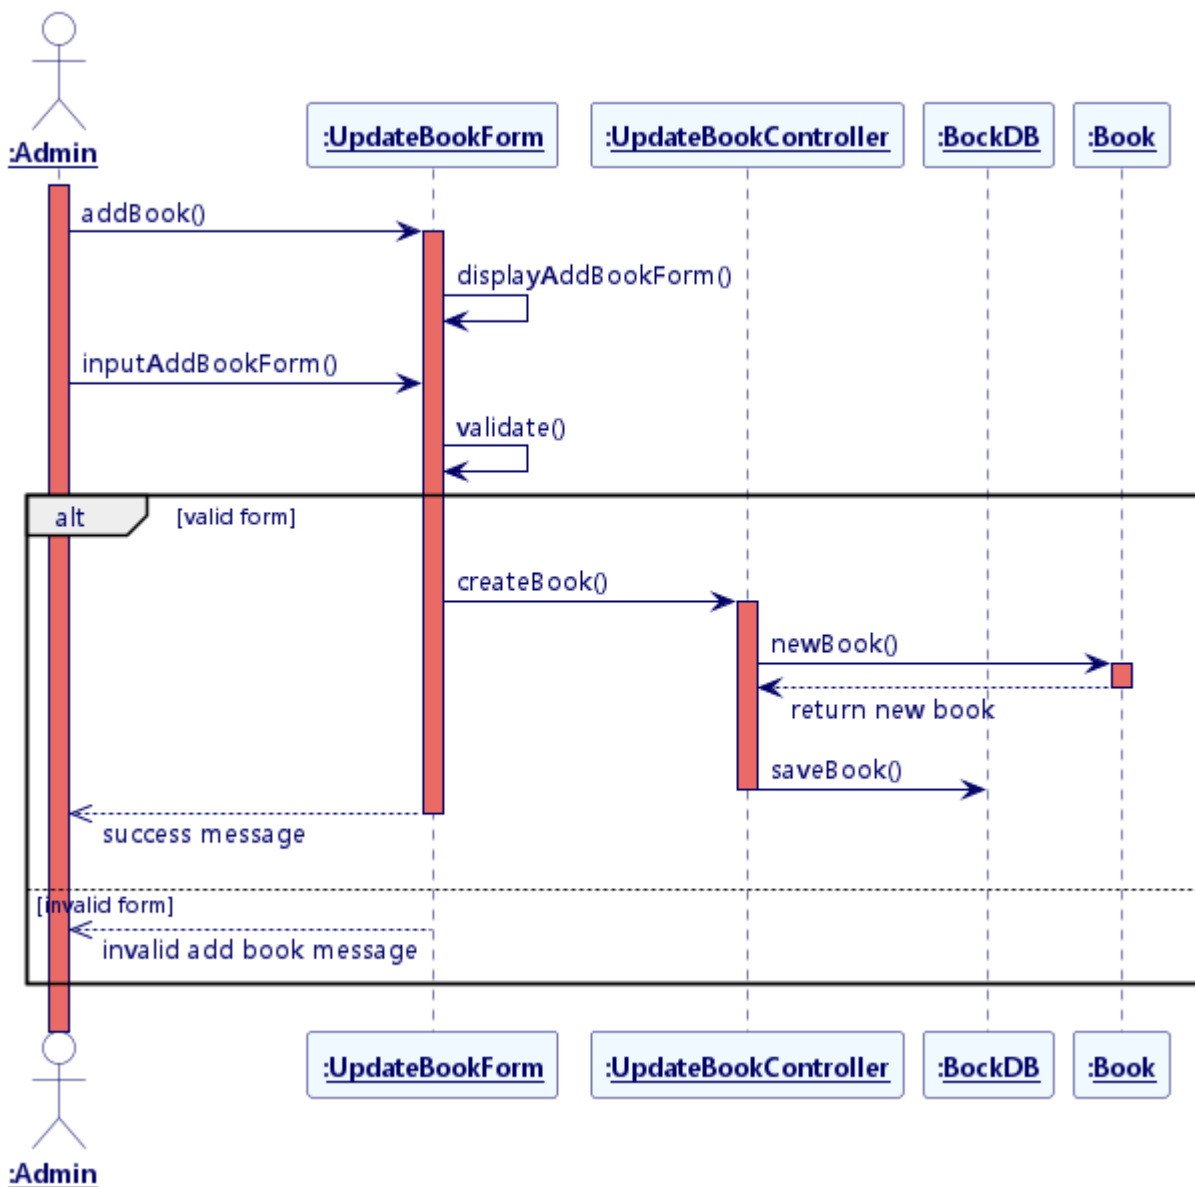 :Admin
:UpdateBookForm
:UpdateBookController
:BockDB
:Book
addBook()
displayAddBookForm()
inputAddBookForm()
validate()
alt
[valid form]
createBook()
newBook()
return new book
saveBook()
success message
[invalid form]
invalid add book message
:UpdateBookForm
:UpdateBookController
:BockDB
:Book
:Admin